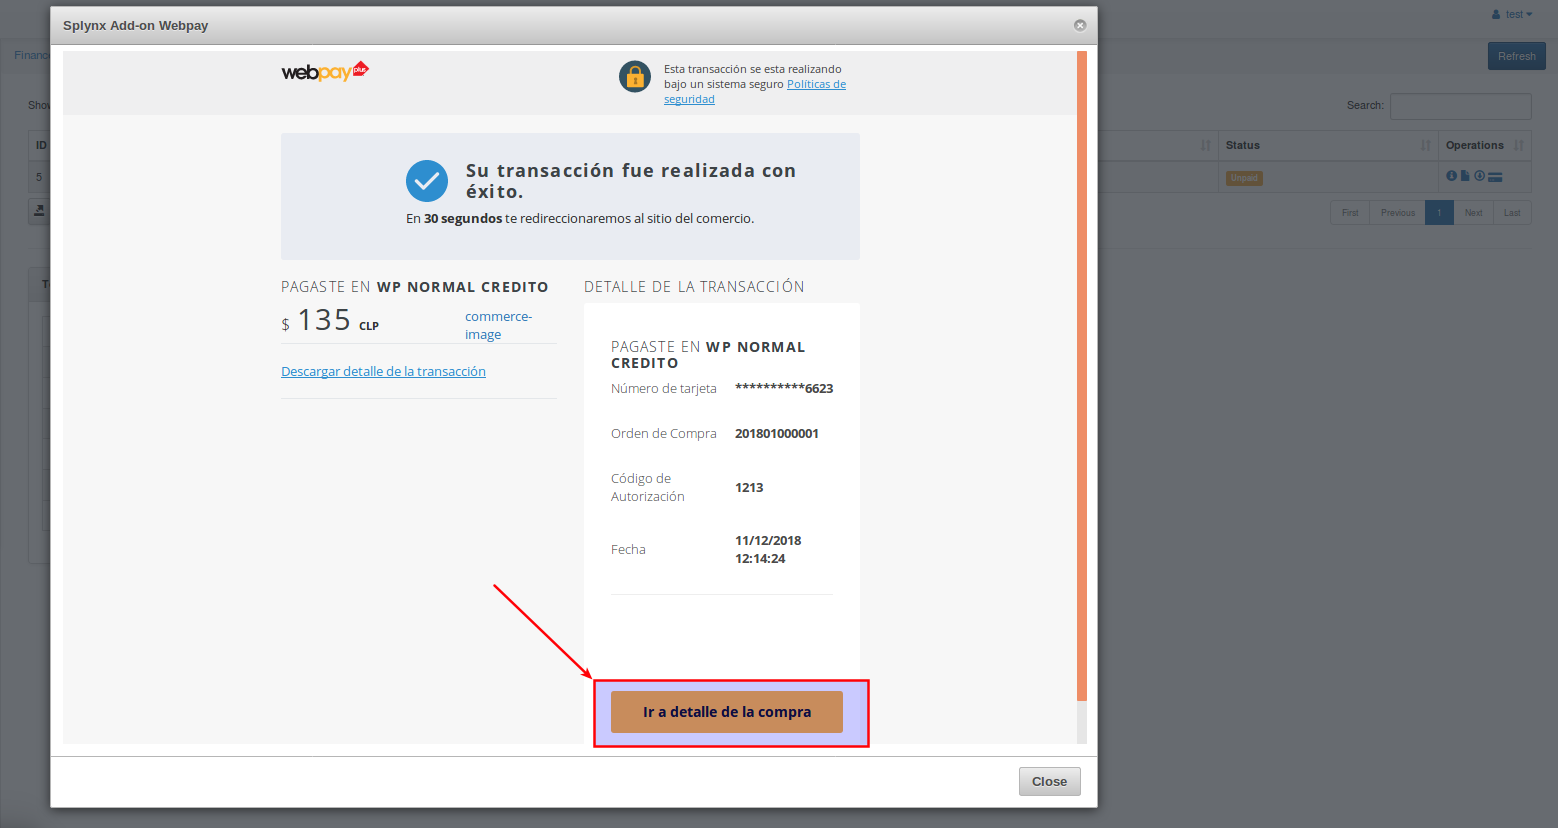 Splynx Add-on Webpay
test
Financ
Refresh
webpay plus
Esta transacción se esta realizando
bajo un sistema seguro Políticas de
seguridad
Show
Search:
ID
Status
Operations
5
Unpaid
First Previous 1 Next Last
Su transacción fue realizada con
éxito.
En 30 segundos te redireccionaremos al sitio del comercio.
PAGASTE EN WP NORMAL CREDITO
$ 135 CLP
commerce-
image
Descargar detalle de la transacción
DETALLE DE LA TRANSACCIÓN
PAGASTE EN WP NORMAL
CREDITO
Número de tarjeta **********6623
Orden de Compra 201801000001
Código de
Autorización
1213
Fecha
11/12/2018
12:14:24
Ir a detalle de la compra
Close